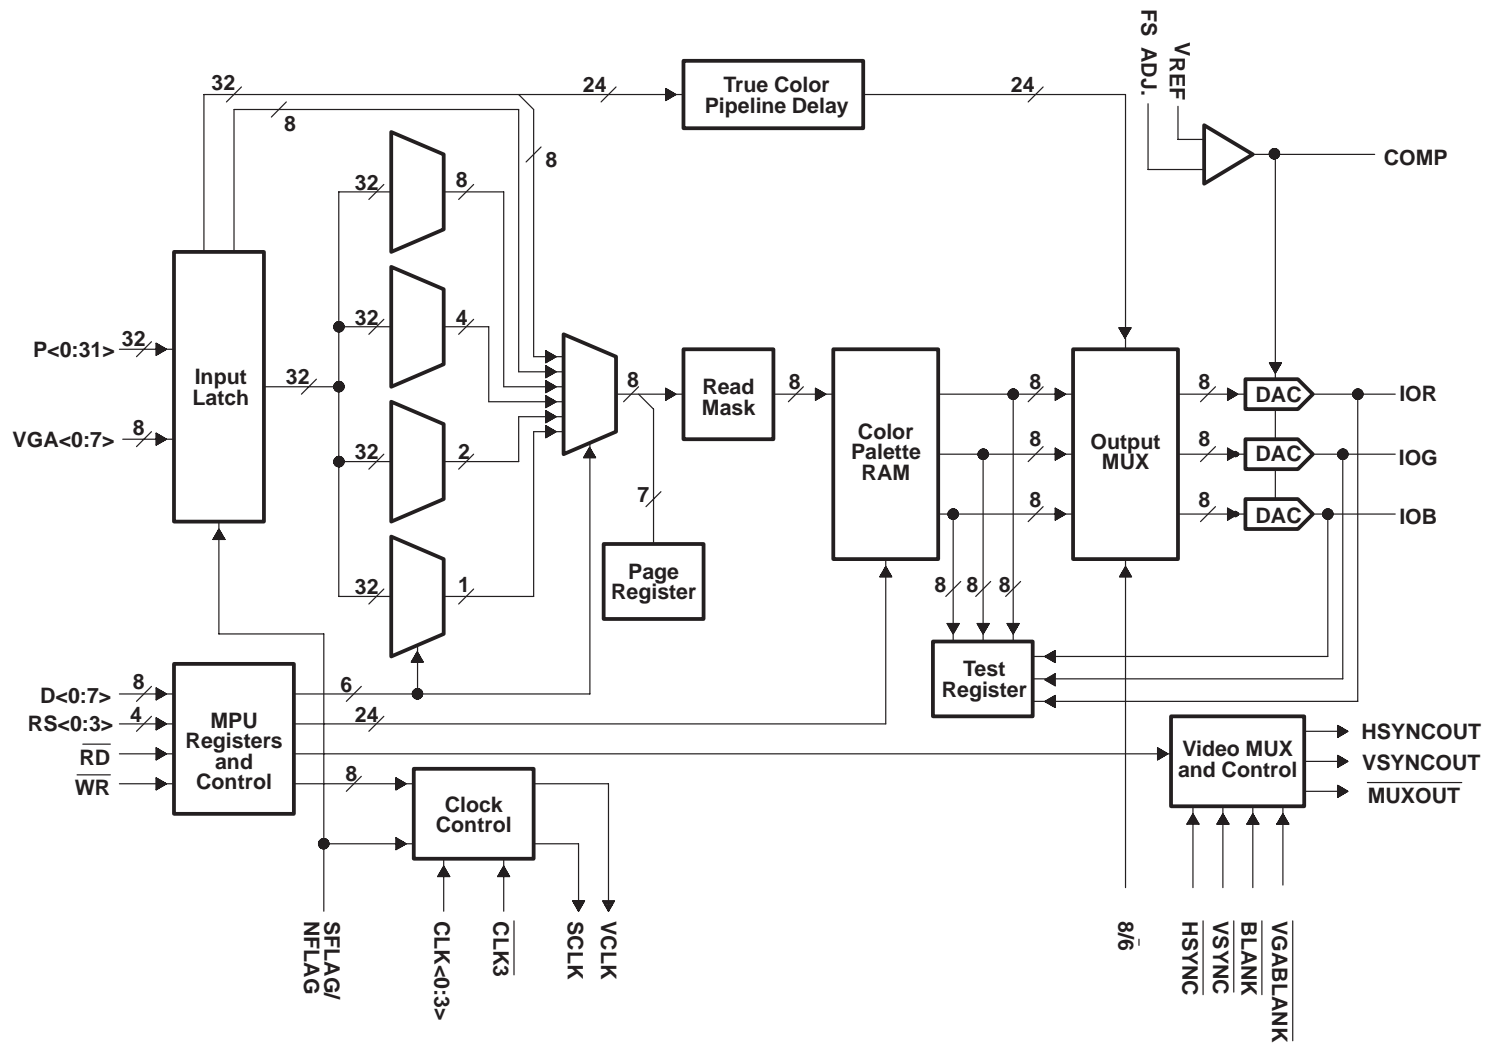 32
24
True Color
Pipeline Delay
24
FS ADJ.
VREF
8
8
COMP
32
8
32
4
P<0:31>
32
Input
Latch
32
VGA<0:7>
8
8
Read
Mask
8
Color
Palette
RAM
8
8
8
Output
MUX
8
8
8
DAC
DAC
DAC
IOR
IOG
IOB
32
2
7
Page
Register
32
1
8
8
8
Test
Register
D<0:7>
8
RS<0:3>
4
RD
WR
MPU
Registers
and
Control
6
24
8
Clock
Control
Video MUX
and Control
HSYNCOUT
VSYNCOUT
MUXOUT
SFLAG/
NFLAG
CLK<0:3>
CLK3
SCLK
VCLK
8/6
HSYNC
VSYNC
BLANK
VGABLANK